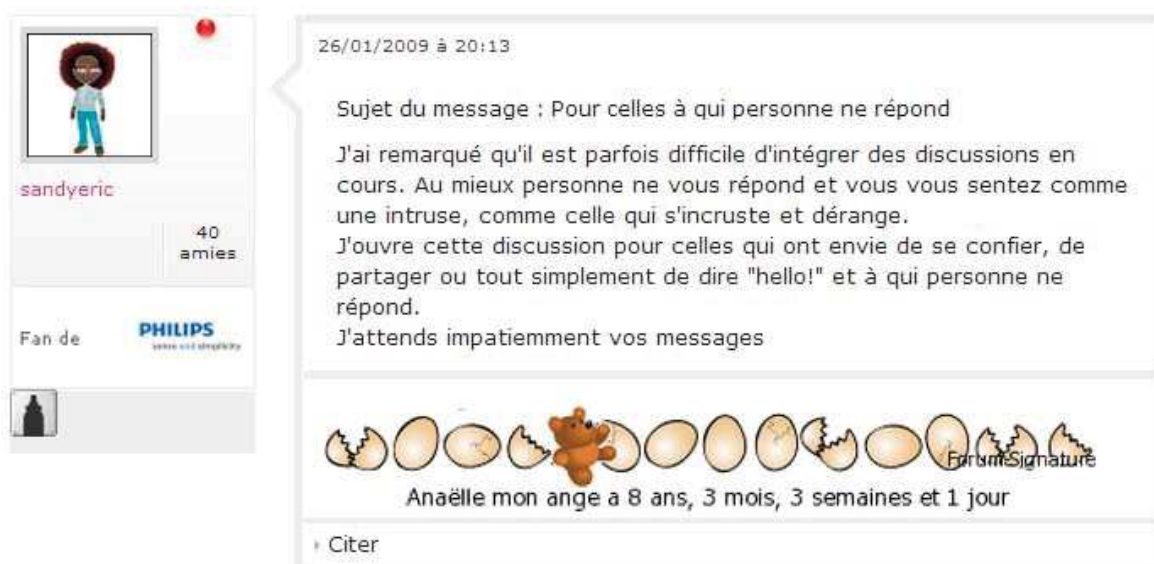 sandyeric
40
amies
Fan de
PHILIPS
sense and simplicity
26/01/2009 à 20:13
Sujet du message : Pour celles à qui personne ne répond
J'ai remarqué qu'il est parfois difficile d'intégrer des discussions en
cours. Au mieux personne ne vous répond et vous vous sentez comme
une intruse, comme celle qui s'incruste et dérange.
J'ouvre cette discussion pour celles qui ont envie de se confier, de
partager ou tout simplement de dire "hello!" et à qui personne ne
répond.
J'attends impatiemment vos messages
ForumSignature
Anaëlle mon ange a 8 ans, 3 mois, 3 semaines et 1 jour
Citer